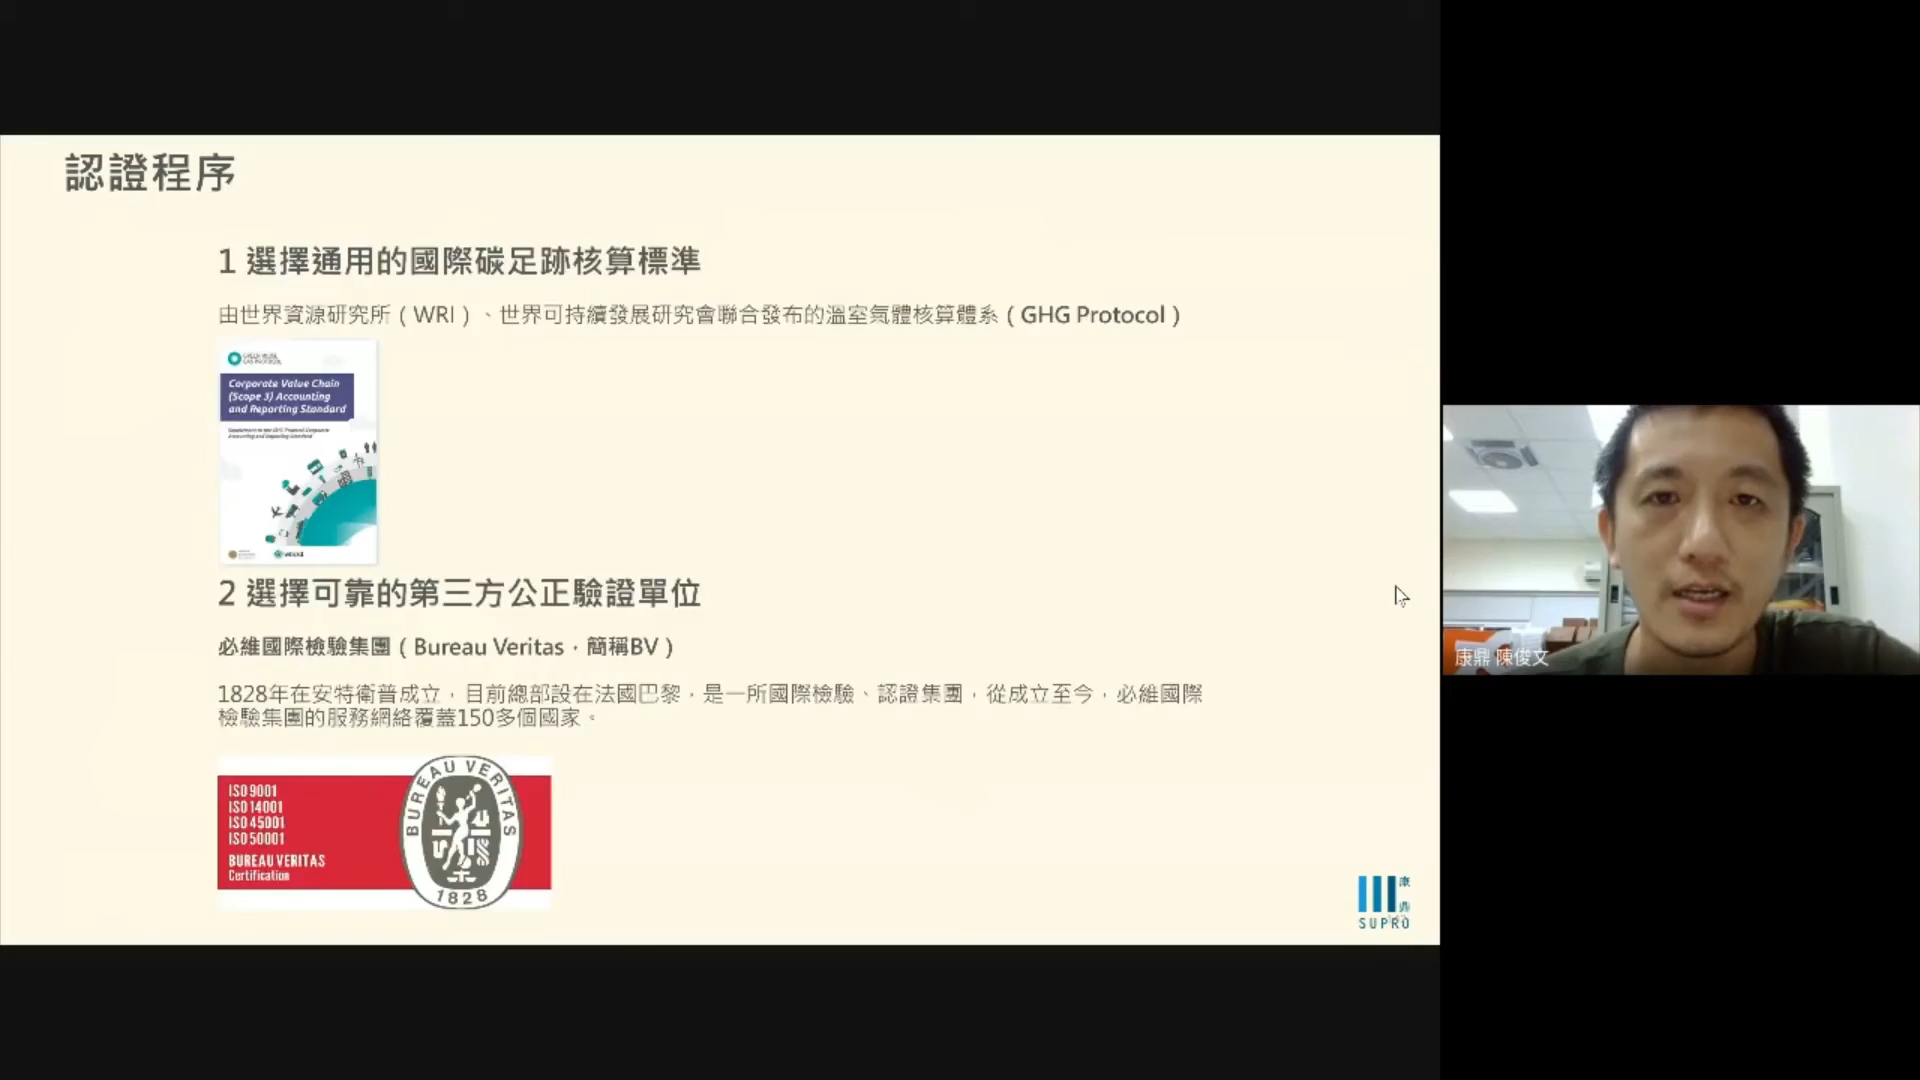 認證程序
1 選擇通用的國際碳足跡核算標準
由世界資源研究所（WRI）、世界可持續發展研究會聯合發布的溫室氣體核算體系（GHG Protocol）
Corporate Value Chain
(Scope 3) Accounting
and Reporting Standard
2 選擇可靠的第三方公正驗證單位
必維國際檢驗集團（Bureau Veritas，簡稱BV）
1828年在安特衛普成立，目前總部設在法國巴黎，是一所國際檢驗、認證集團，從成立至今，必維國際
檢驗集團的服務網絡覆蓋150多個國家。
ISO 9001
ISO 14001
ISO 45001
ISO 50001
BUREAU VERITAS
Certification
BUREAU VERITAS
1828
康鼎
SUPRO
康鼎 陳俊文